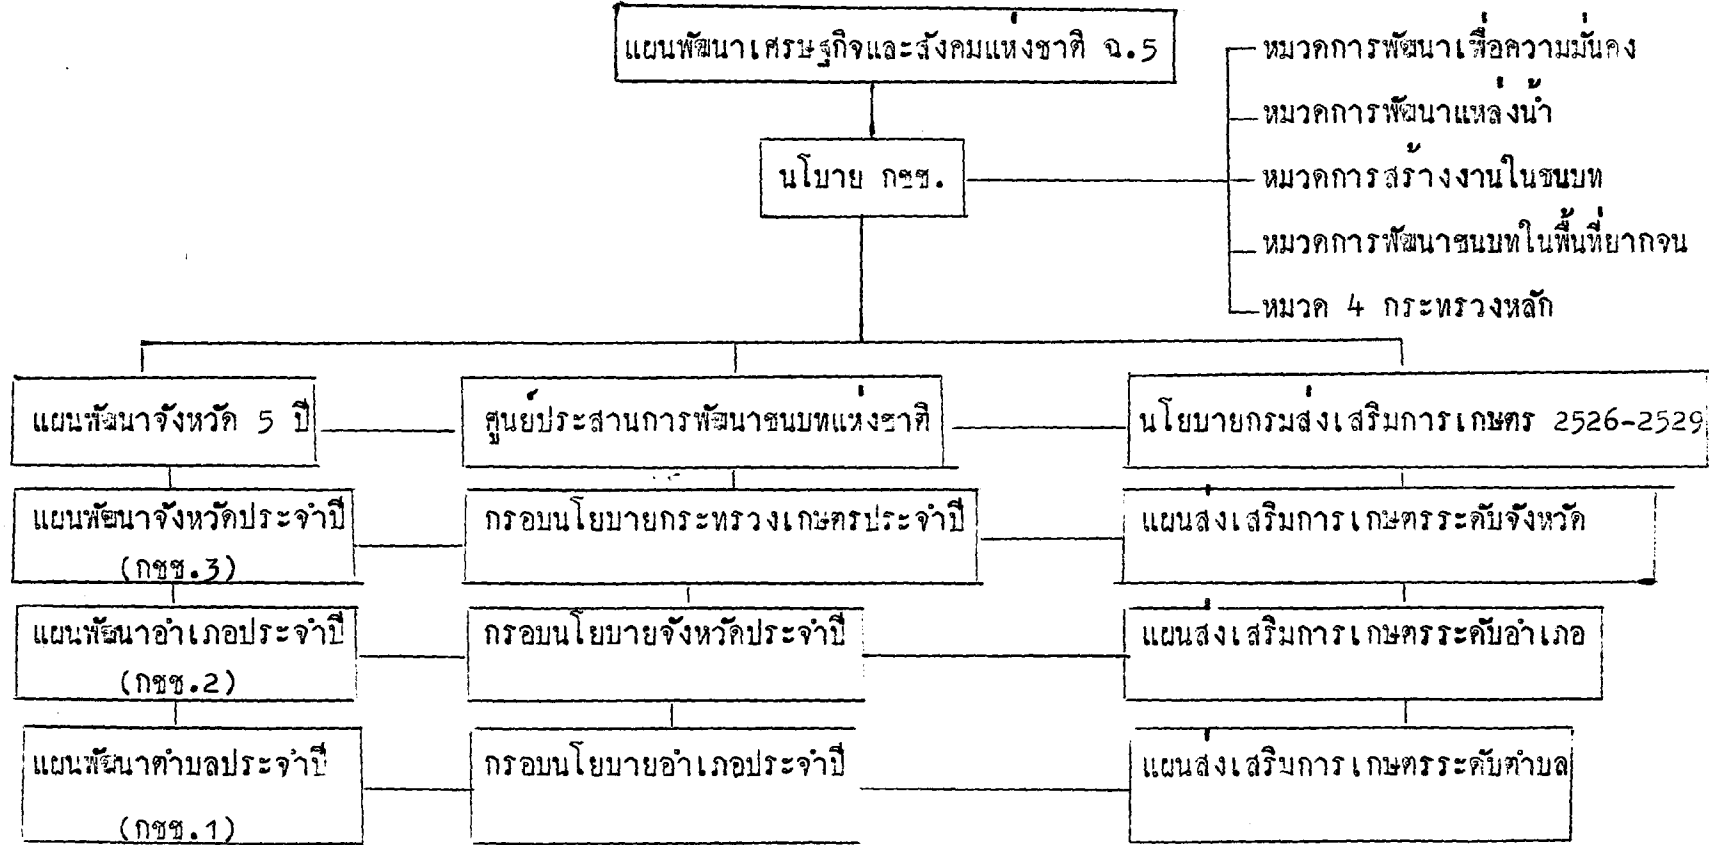 แผนพัฒนาเศรษฐกิจและสังคมแห่งชาติ ฉ.5
หมวดการพัฒนาเพื่อความมั่นคง
หมวดการพัฒนาแหล่งน้ำ
นโบาย กชช.
หมวดการสร้างงานในชนบท
หมวดการพัฒนาชนบทในพื้นที่ยากจน
หมวด 4 กระทรวงหลัก
แผนพัฒนาจังหวัด 5 ปี
ศูนย์ประสานการพัฒนาชนบทแห่งชาติ
นโยบายกรมส่งเสริมการเกษตร 2526-2529
แผนพัฒนาจังหวัดประจำปี
(กชช.3)
กรอบนโยบายกระทรวงเกษตรประจำปี
แผนส่งเสริมการเกษตรระดับจังหวัด
แผนพัฒนาอำเภอประจำปี
(กชช.2)
กรอบนโยบายจังหวัดประจำปี
แผนส่งเสริมการเกษตรระดับอำเภอ
แผนพัฒนาตำบลประจำปี
(กชช.1)
กรอบนโยบายอำเภอประจำปี
แผนส่งเสริมการเกษตรระดับตำบล